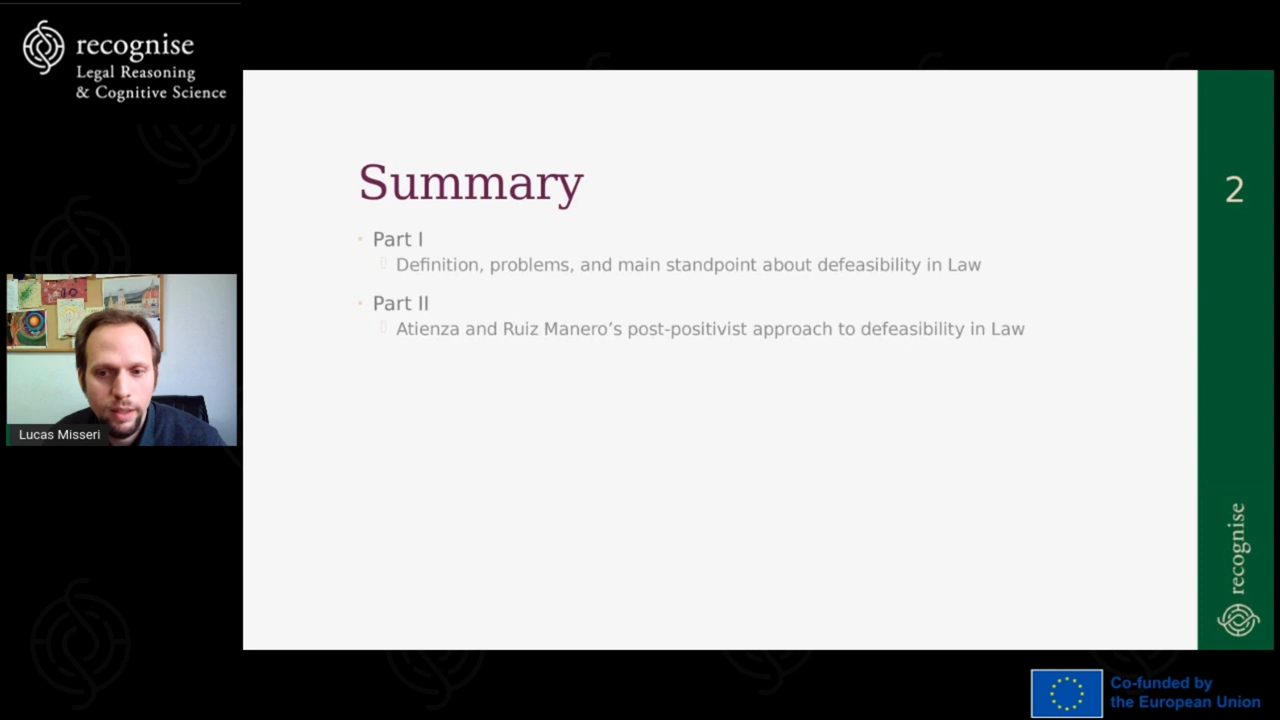 recognise
Legal Reasoning
& Cognitive Science
Summary
2
Part I
Definition, problems, and main standpoint about defeasibility in Law
Part II
Atienza and Ruiz Manero’s post-positivist approach to defeasibility in Law
Lucas Misseri
recognise
Co-funded by
the European Union